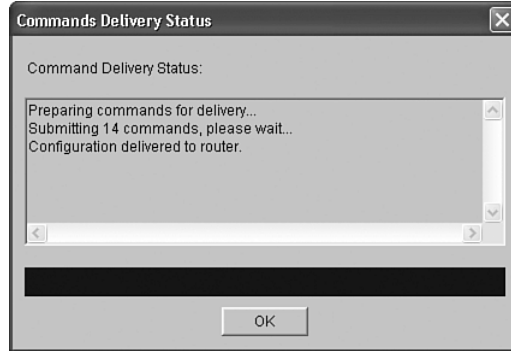 Commands Delivery Status
Command Delivery Status:
Preparing commands for delivery...
Submitting 14 commands, please wait...
Configuration delivered to router.
OK